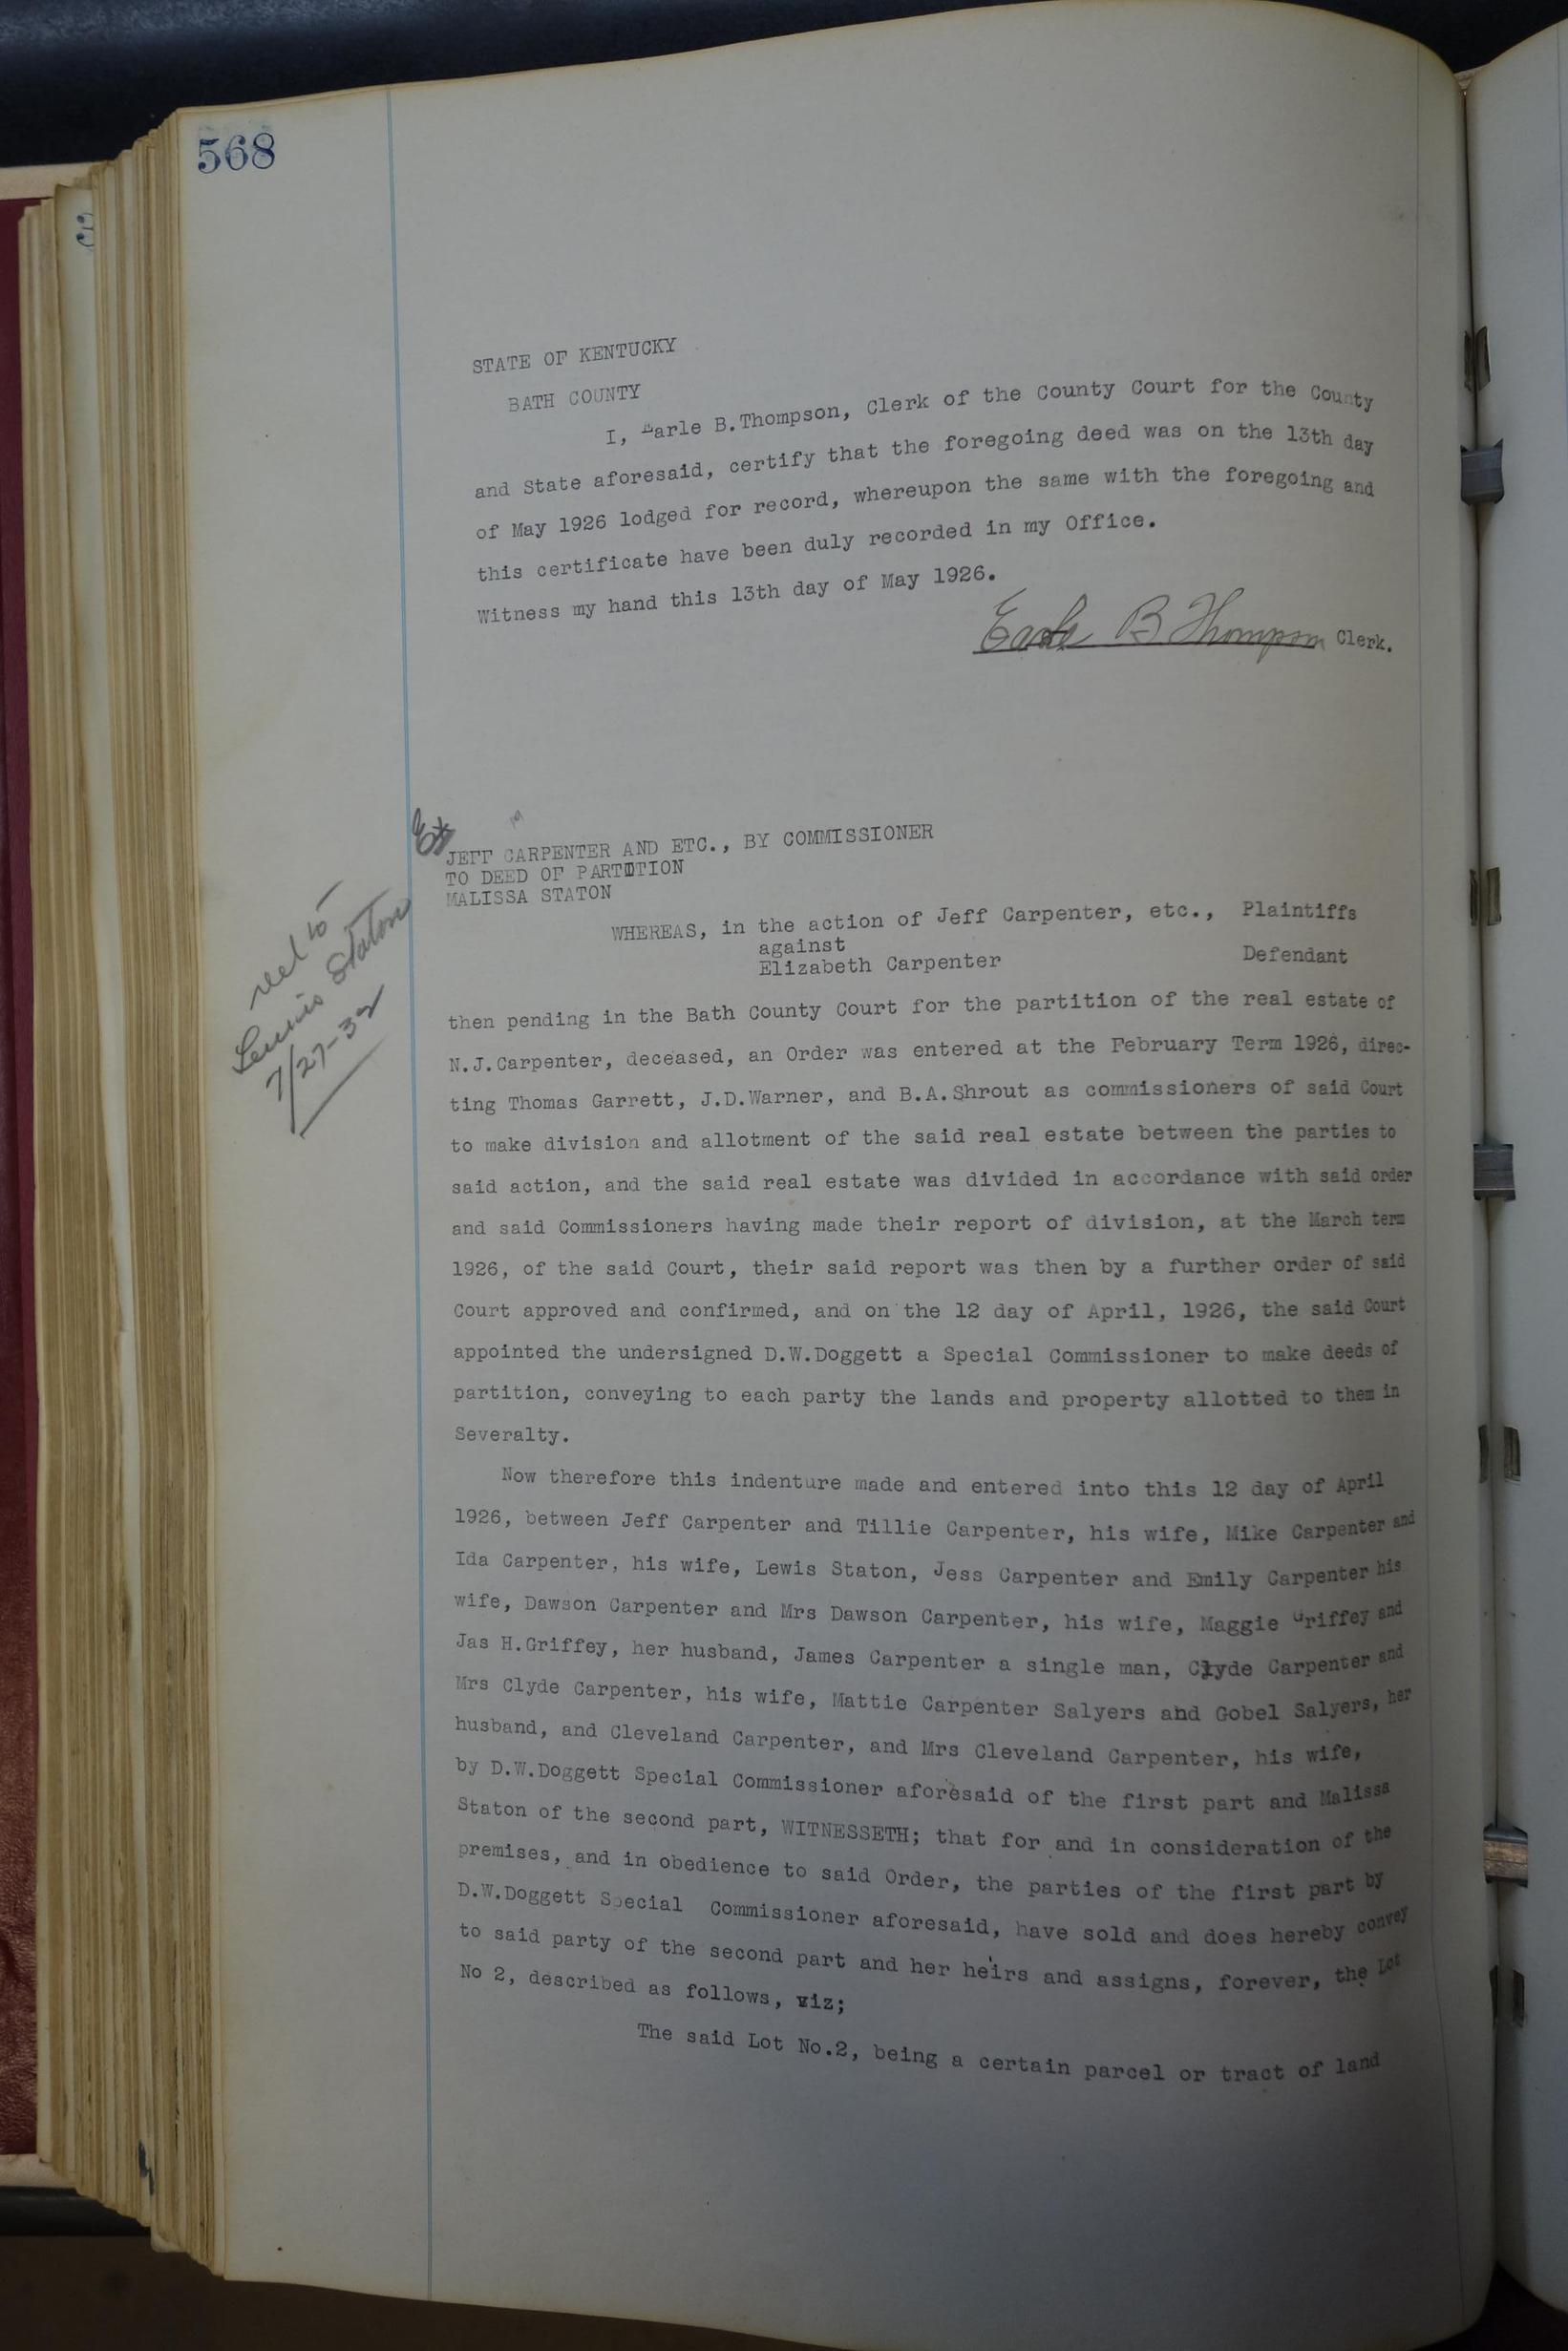 568
STATE OF KENTUCKY
BATH COUNTY
I, Earle B.Thompson, Clerk of the County Court for the County
and State aforesaid, certify that the foregoing deed was on the 13th day
of May 1926 lodged for record, whereupon the same with the foregoing and
this certificate have been duly recorded in my Office.
Witness my hand this 13th day of May 1926.
Earle B Thompson Clerk.
Ex
JEFF CARPENTER AND ETC., BY COMMISSIONER
TO DEED OF PARTITION
MALISSA STATON
del to
Lewis Staton
7/27-32
WHEREAS, in the action of Jeff Carpenter, etc., Plaintiffs
against
Elizabeth Carpenter Defendant
then pending in the Bath County Court for the partition of the real estate of
N.J.Carpenter, deceased, an Order was entered at the February Term 1926, direc-
ting Thomas Garrett, J.D.Warner, and B.A.Shrout as commissioners of said Court
to make division and allotment of the said real estate between the parties to
said action, and the said real estate was divided in accordance with said order
and said Commissioners having made their report of division, at the March term
1926, of the said Court, their said report was then by a further order of said
Court approved and confirmed, and on the 12 day of April, 1926, the said Court
appointed the undersigned D.W.Doggett a Special Commissioner to make deeds of
partition, conveying to each party the lands and property allotted to them in
Severalty.
Now therefore this indenture made and entered into this 12 day of April
1926, between Jeff Carpenter and Tillie Carpenter, his wife, Mike Carpenter and
Ida Carpenter, his wife, Lewis Staton, Jess Carpenter and Emily Carpenter his
wife, Dawson Carpenter and Mrs Dawson Carpenter, his wife, Maggie Griffey and
Jas H.Griffey, her husband, James Carpenter a single man, Clyde Carpenter and
Mrs Clyde Carpenter, his wife, Mattie Carpenter Salyers and Gobel Salyers, her
husband, and Cleveland Carpenter, and Mrs Cleveland Carpenter, his wife,
by D.W.Doggett Special Commissioner aforesaid of the first part and Malissa
Staton of the second part, WITNESSETH; that for and in consideration of the
premises, and in obedience to said Order, the parties of the first part by
D.W.Doggett Special Commissioner aforesaid, have sold and does hereby convey
to said party of the second part and her heirs and assigns, forever, the Lot
No 2, described as follows, viz;
The said Lot No.2, being a certain parcel or tract of land